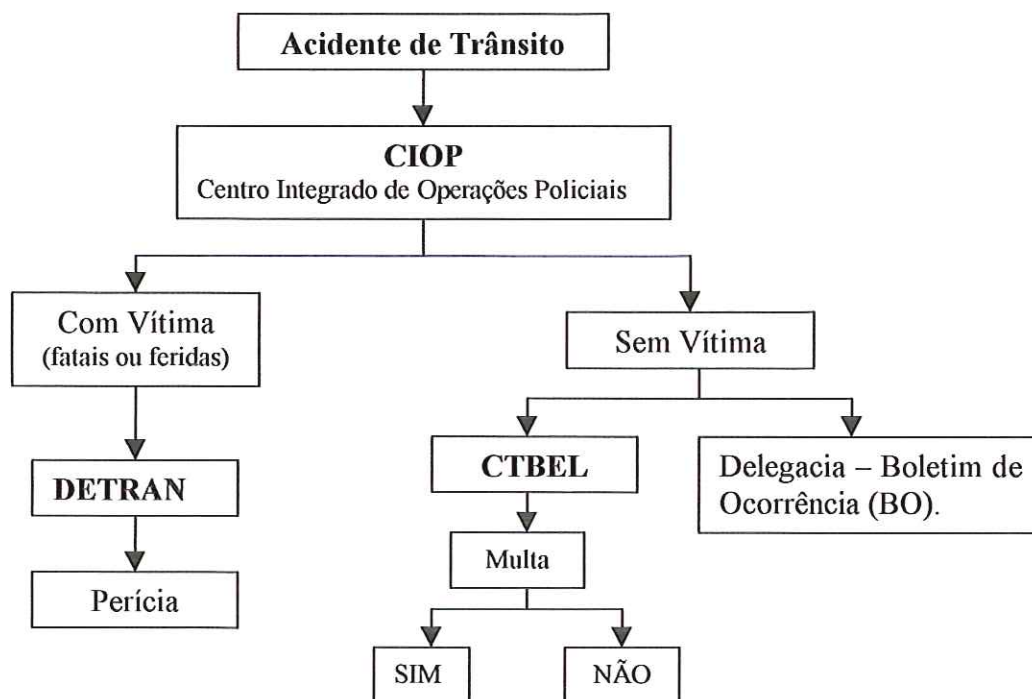 Acidente de Trânsito
CIOP
Centro Integrado de Operações Policiais
Com Vítima
(fatais ou feridas)
Sem Vítima
DETRAN
CTBEL
Delegacia – Boletim de
Ocorrência (BO).
Perícia
Multa
SIM
NÃO